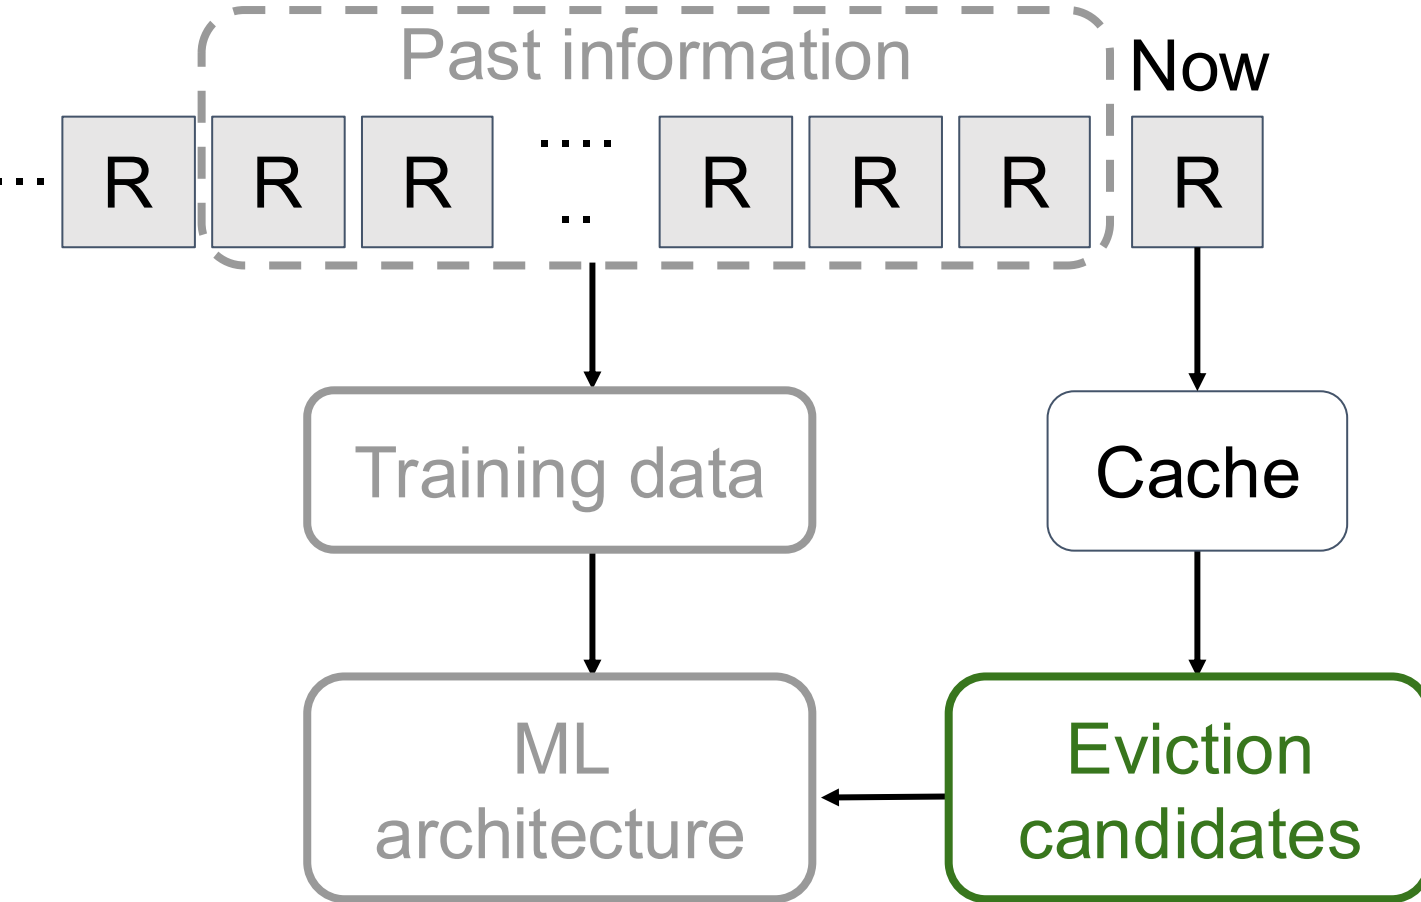 Past information
Now
... R R R .... R R R R
..
Training data
Cache
ML
architecture
Eviction
candidates